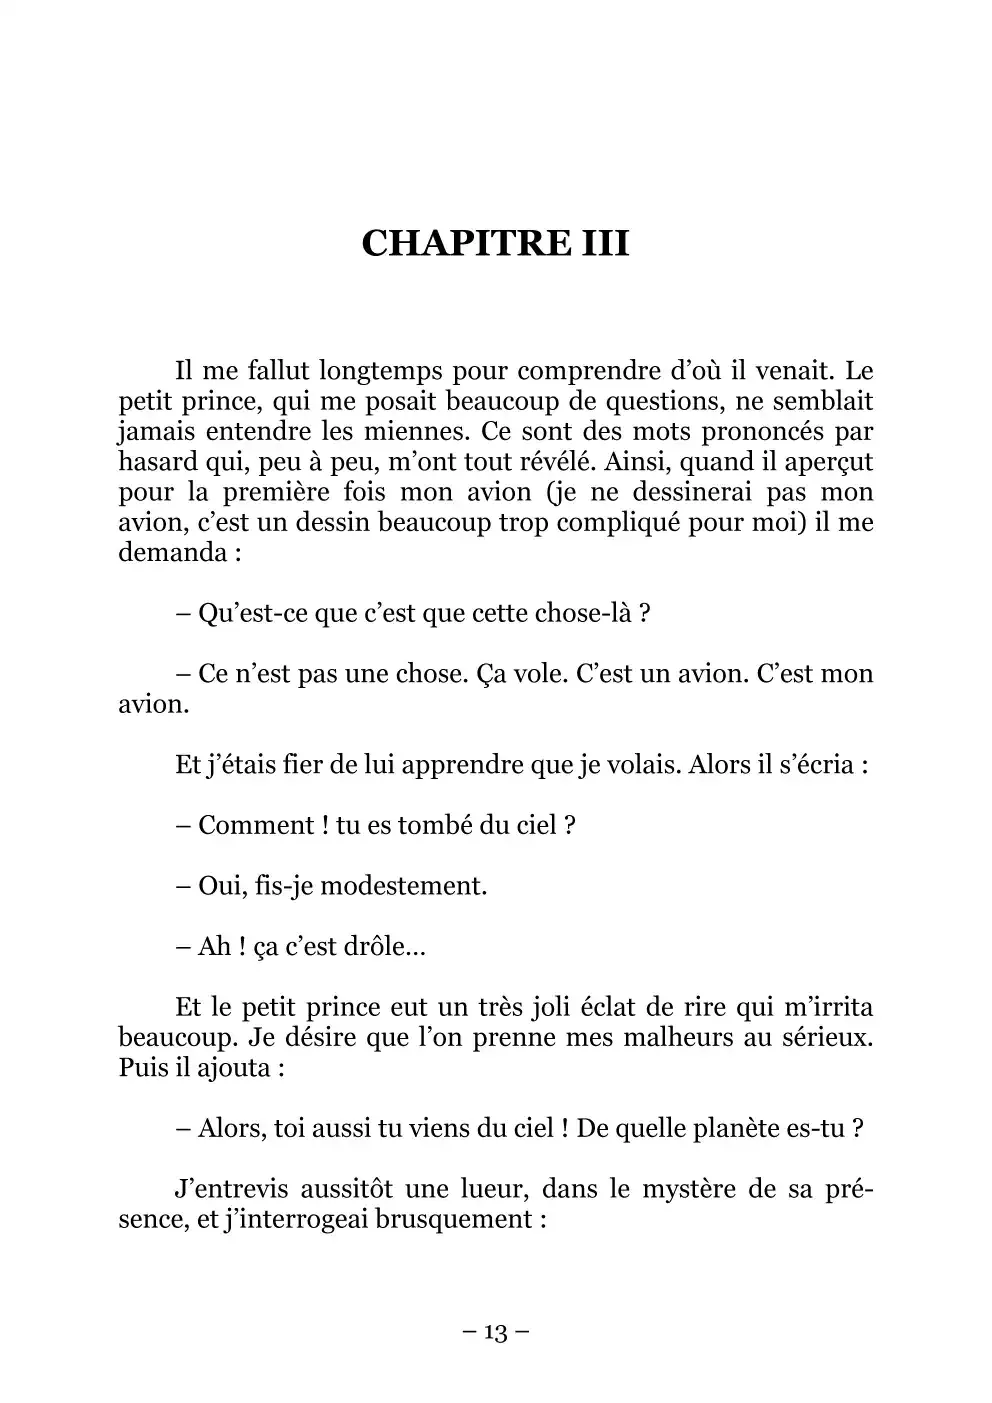 CHAPITRE III
Il me fallut longtemps pour comprendre d’où il venait. Le
petit prince, qui me posait beaucoup de questions, ne semblait
jamais entendre les miennes. Ce sont des mots prononcés par
hasard qui, peu à peu, m’ont tout révélé. Ainsi, quand il aperçut
pour la première fois mon avion (je ne dessinerai pas mon
avion, c’est un dessin beaucoup trop compliqué pour moi) il me
demanda :
– Qu’est-ce que c’est que cette chose-là ?
– Ce n’est pas une chose. Ça vole. C’est un avion. C’est mon
avion.
Et j’étais fier de lui apprendre que je volais. Alors il s’écria :
– Comment ! tu es tombé du ciel ?
– Oui, fis-je modestement.
– Ah ! ça c’est drôle…
Et le petit prince eut un très joli éclat de rire qui m’irrita
beaucoup. Je désire que l’on prenne mes malheurs au sérieux.
Puis il ajouta :
– Alors, toi aussi tu viens du ciel ! De quelle planète es-tu ?
J’entrevis aussitôt une lueur, dans le mystère de sa pré-
sence, et j’interrogeai brusquement :
– 13 –